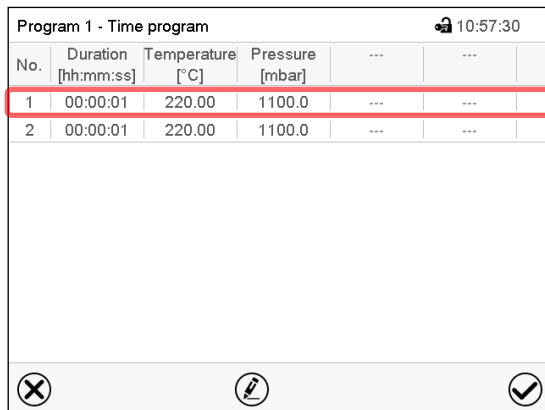 Program 1 - Time program 10:57:30
No. Duration [hh:mm:ss] Temperature [°C] Pressure [mbar] --- ---
1 00:00:01 220.00 1100.0 --- ---
2 00:00:01 220.00 1100.0 --- ---